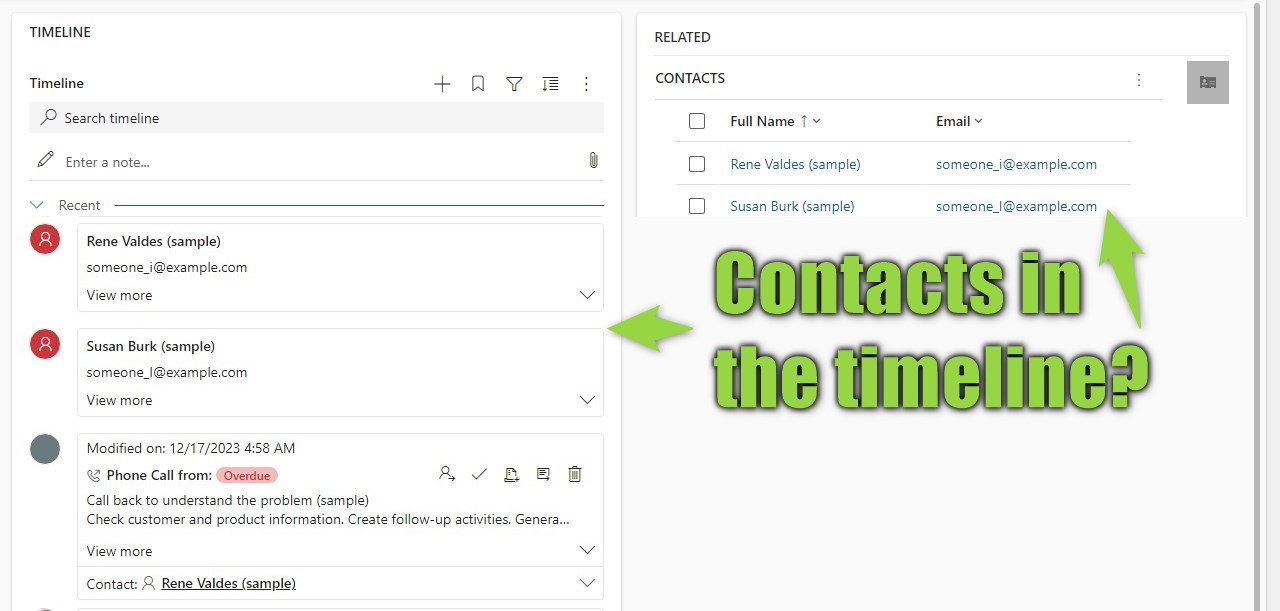 TIMELINE
Timeline
Search timeline
Enter a note...
Recent
Rene Valdes (sample)
someone_i@example.com
View more
Susan Burk (sample)
someone_l@example.com
View more
Modified on: 12/17/2023 4:58 AM
Phone Call from: Overdue
Call back to understand the problem (sample)
Check customer and product information. Create follow-up activities. Genera...
View more
Contact: Rene Valdes (sample)
RELATED
CONTACTS
Full Name ↑ Email
Rene Valdes (sample) someone_i@example.com
Susan Burk (sample) someone_l@example.com
Contacts in
the timeline?